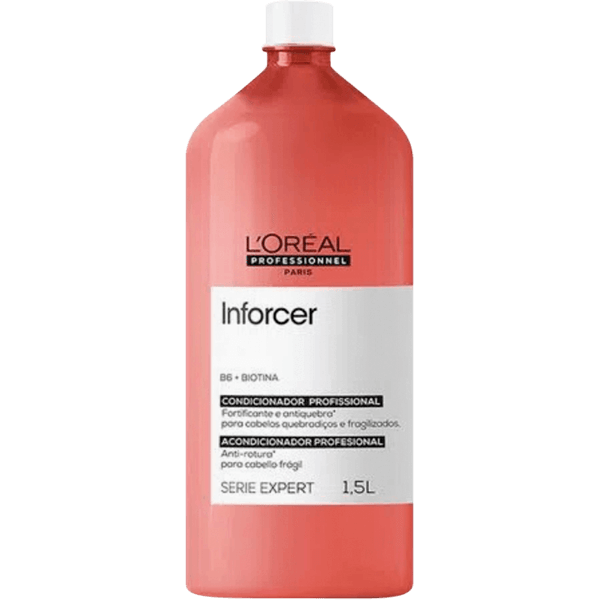 L'ORÉAL
PROFESSIONNEL
PARIS
Inforcer
B6 + BIOTINA
CONDICIONADOR PROFISSIONAL
Fortificante e antiquebra*
para cabelos quebradiços e fragilizados.
ACONDICIONADOR PROFESIONAL
Anti-rotura*
para cabello frágil
SERIE EXPERT 1,5L